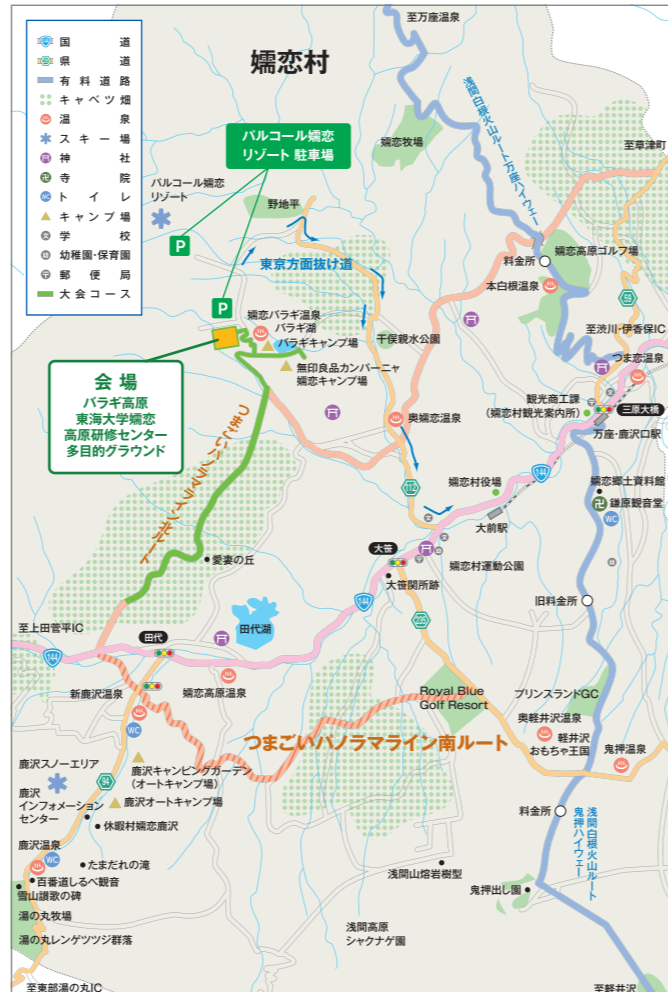 国道
県道
有料道路
キャベツ畑
温泉
スキー場
神社
寺院
WC
トイレ
キャンプ場
文
学校
幼稚園・保育園
〒
郵便局
大会コース
嬬恋村
至万座温泉
浅間白根火山ルート万座ハイウェー
嬬恋牧場
至草津町
バルコール嬬恋
リゾート 駐車場
バルコール嬬恋
リゾート
P
P
野地平
東京方面抜け道
料金所
嬬恋高原ゴルフ場
本白根温泉
59
至渋川・伊香保IC
つま恋温泉
嬬恋バラギ温泉
バラギ湖
バラギキャンプ場
無印良品カンパーニャ
嬬恋キャンプ場
干俣親水公園
会場
バラギ高原
東海大学嬬恋
高原研修センター
多目的グラウンド
つまごいパノラマライン北ルート
観光商工課
(嬬恋村観光案内所)
三原大橋
万座・鹿沢口駅
奥嬬恋温泉
112
嬬恋村役場
144
大前駅
嬬恋郷土資料館
鎌原観音堂
WC
愛妻の丘
大笹
大笹関所跡
嬬恋村運動公園
旧料金所
144
235
至上田菅平IC
144
田代
田代湖
新鹿沢温泉
嬬恋高原温泉
Royal Blue
Golf Resort
プリンスランドGC
つまごいパノラマライン南ルート
奥軽井沢温泉
軽井沢
おもちゃ王国
鬼押温泉
WC
鹿沢スノーエリア
鹿沢キャンピングガーデン
(オートキャンプ場)
94
鹿沢
インフォメーション
センター
鹿沢オートキャンプ場
休暇村嬬恋鹿沢
料金所
浅間白根火山ルート
鬼押ハイウェー
鹿沢温泉
WC
たまだれの滝
百番道しるべ観音
雪山讃歌の碑
浅間山熔岩樹型
鬼押出し園
湯の丸牧場
湯の丸レンゲツツジ群落
浅間高原
シャクナゲ園
至東部湯の丸IC
至軽井沢